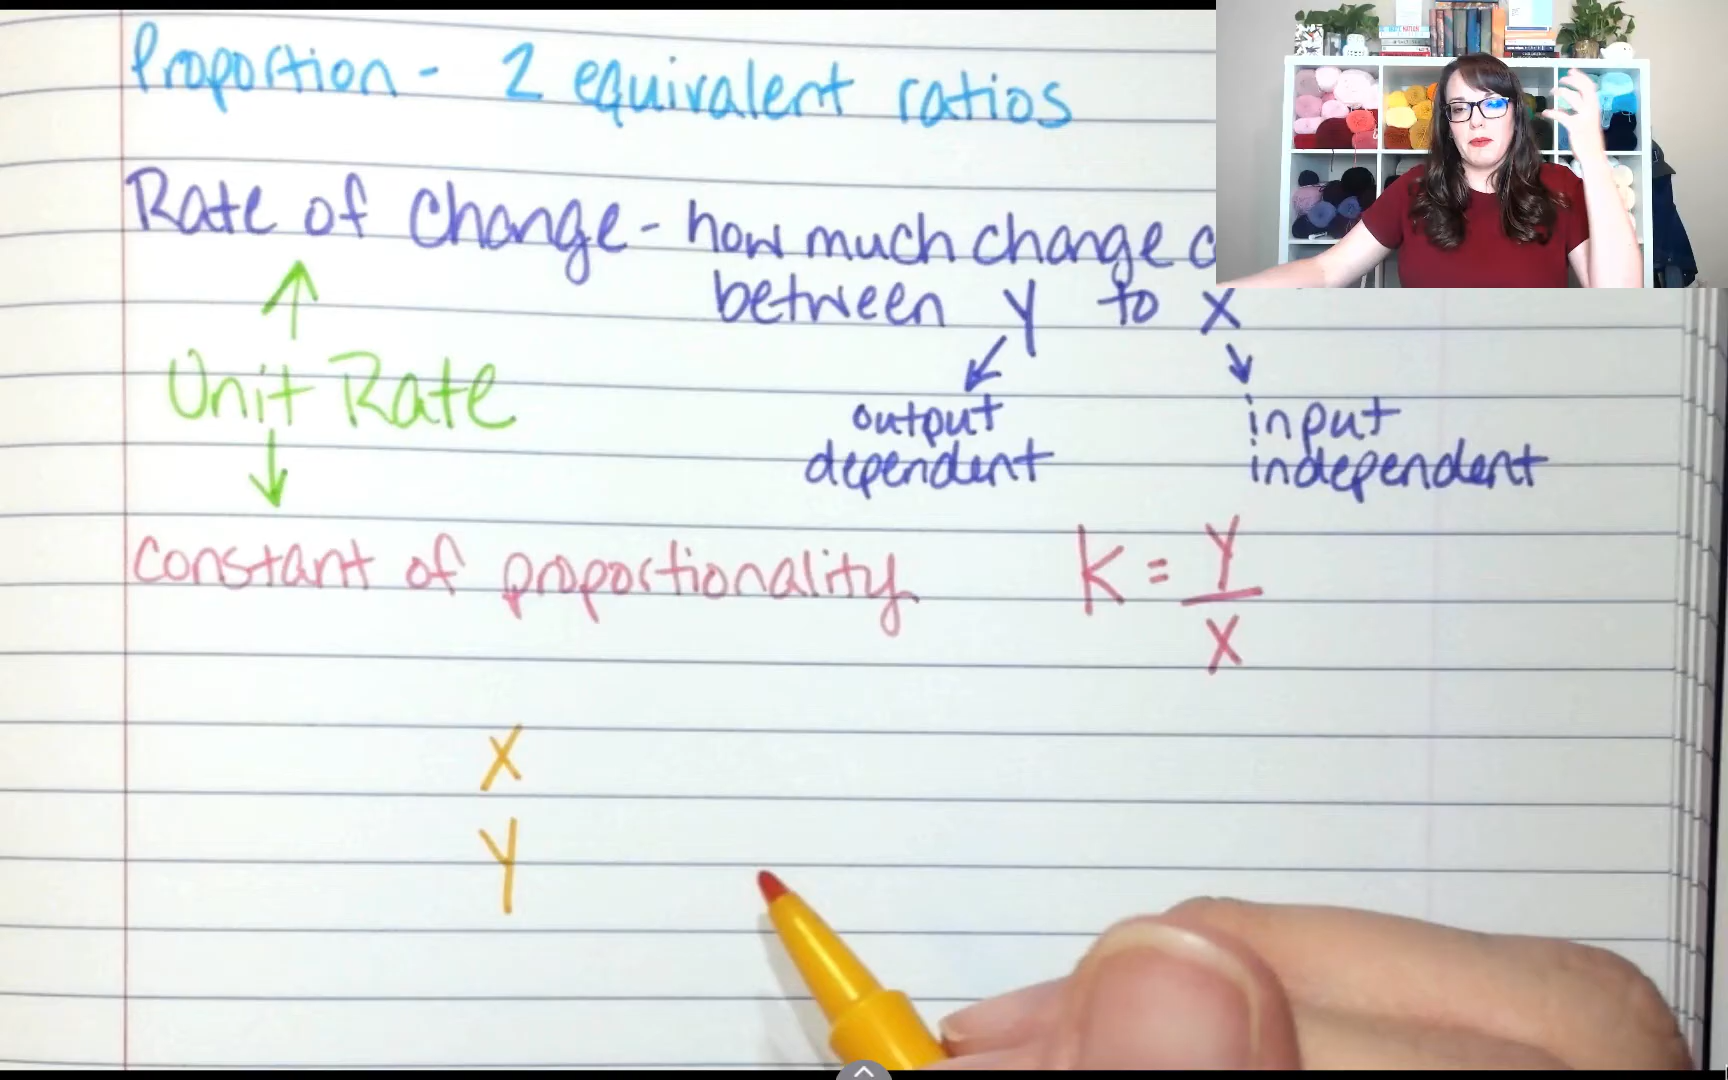 Proportion - 2 equivalent ratios
Rate of Change - how much change
between y to x
Unit Rate
output
dependent
input
independent
Constant of proportionality
K = Y
X
X
Y